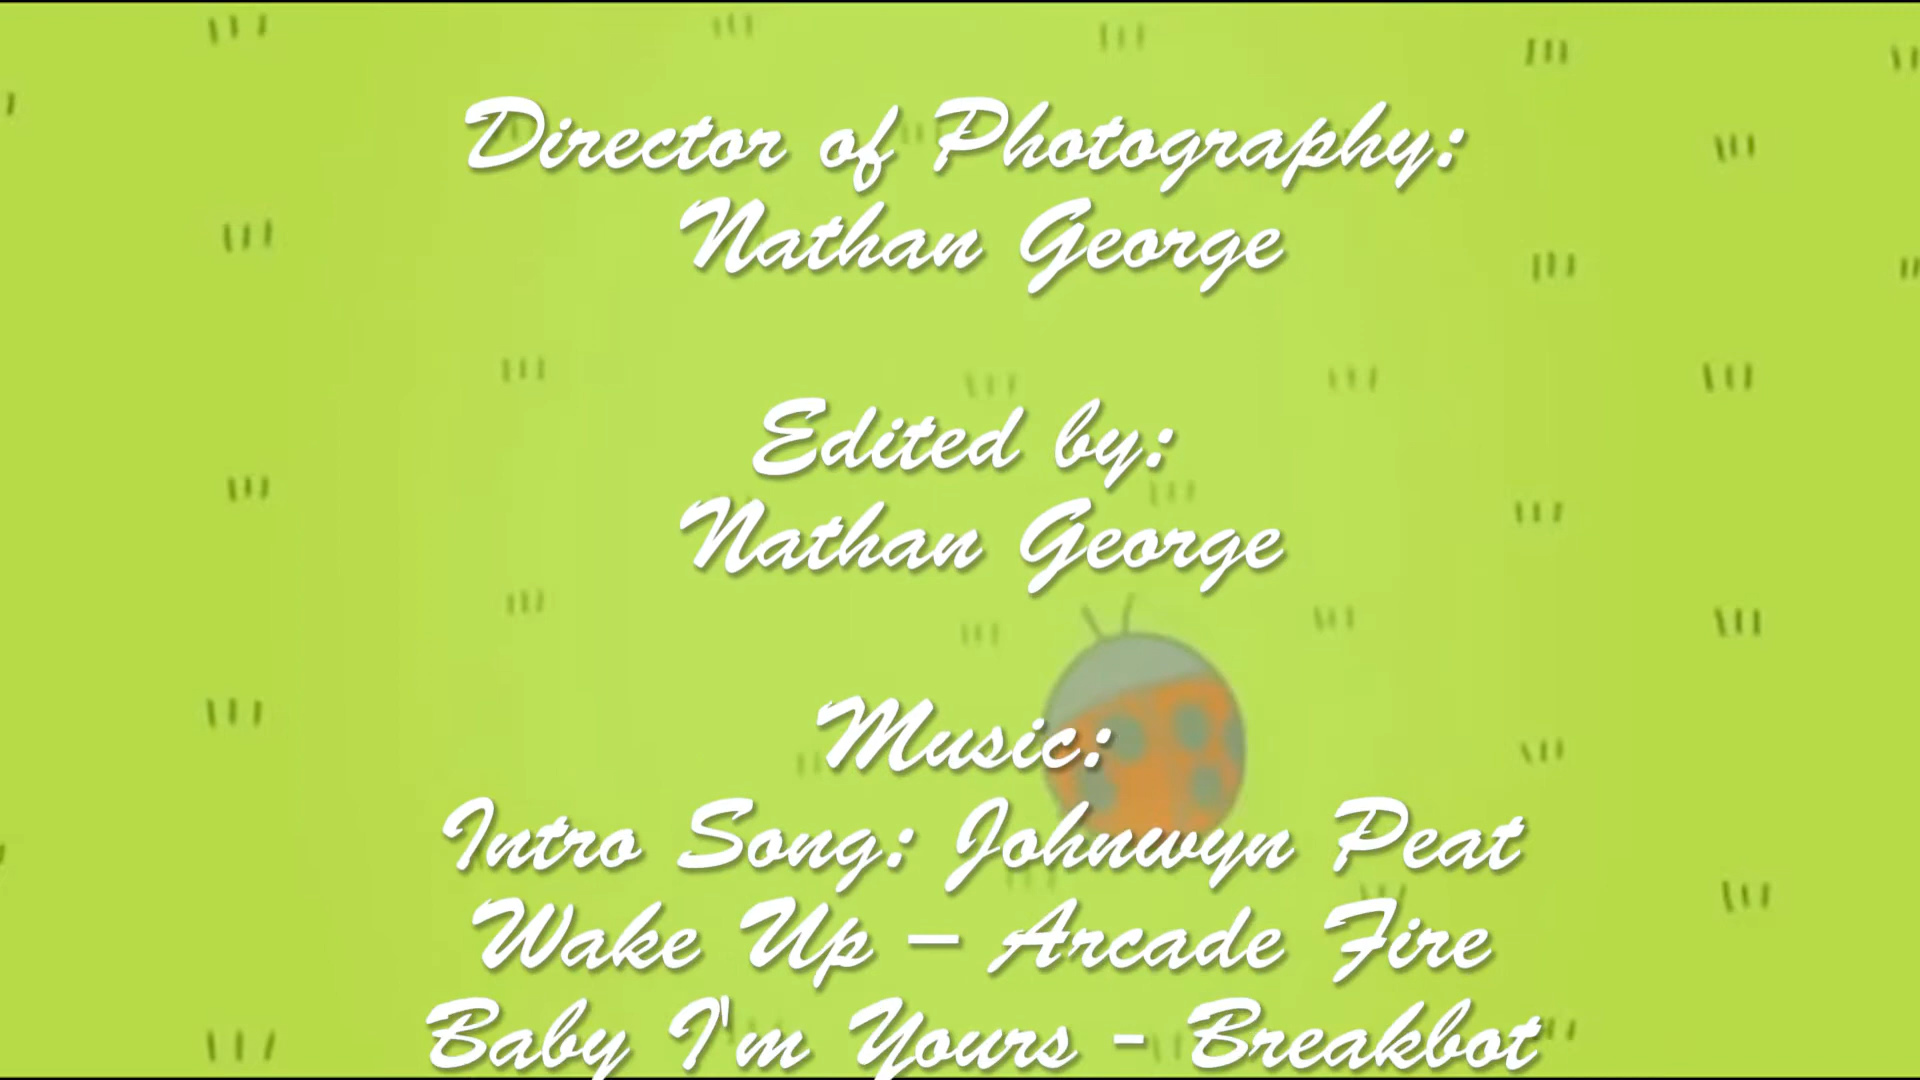 Director of Photography:
Nathan George
Edited by:
Nathan George
Music:
Intro Song: Johnwyn Peat
Wake Up – Arcade Fire
Baby I'm Yours - Breakbot